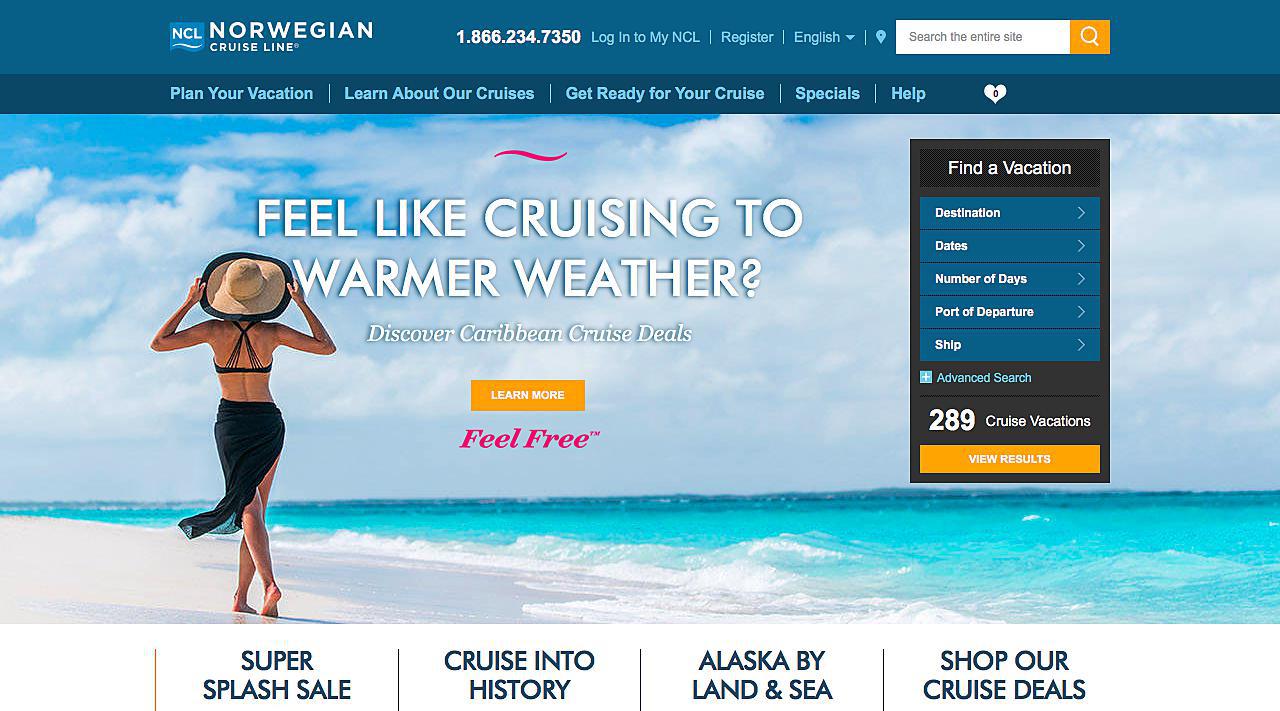 NCL NORWEGIAN
CRUISE LINE®
1.866.234.7350 Log In to My NCL Register English Search the entire site
Plan Your Vacation Learn About Our Cruises Get Ready for Your Cruise Specials Help 0
FEEL LIKE CRUISING TO
WARMER WEATHER?
Discover Caribbean Cruise Deals
LEARN MORE
Feel Free™
Find a Vacation
Destination
Dates
Number of Days
Port of Departure
Ship
Advanced Search
289 Cruise Vacations
VIEW RESULTS
SUPER
SPLASH SALE
CRUISE INTO
HISTORY
ALASKA BY
LAND & SEA
SHOP OUR
CRUISE DEALS